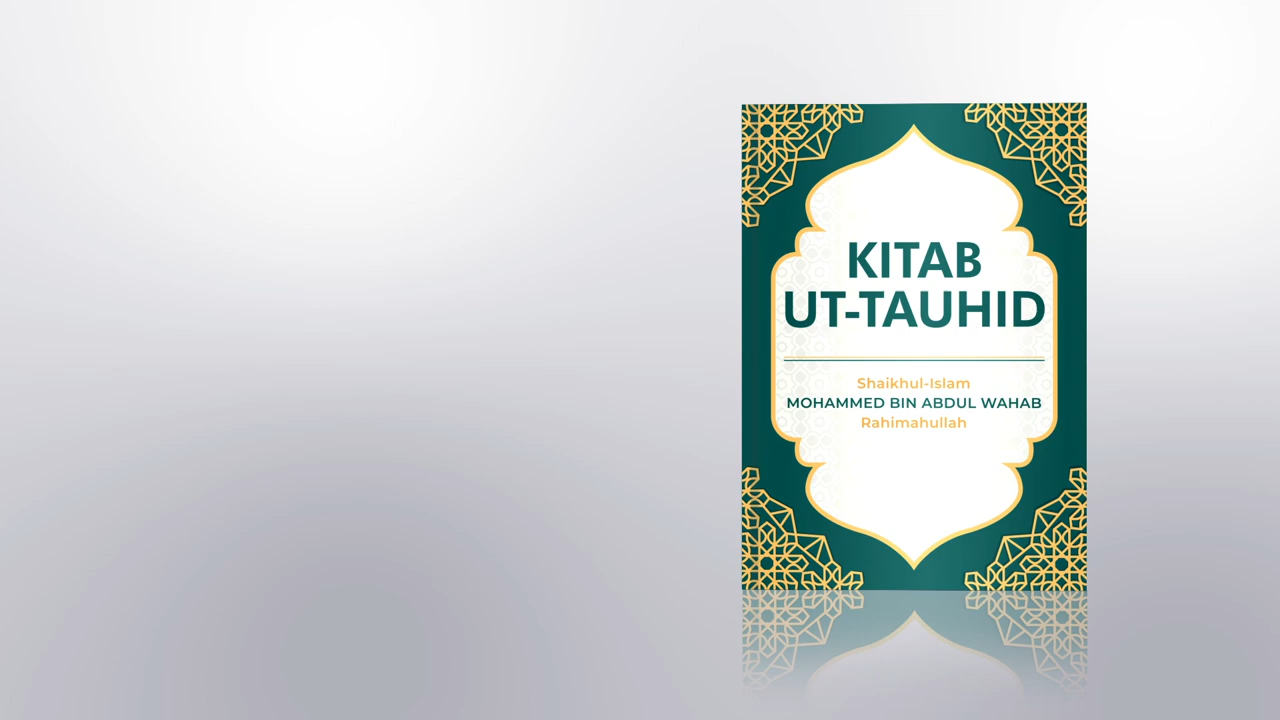 KITAB
UT-TAUHID
Shaikhul-Islam
MOHAMMED BIN ABDUL WAHAB
Rahimahullah